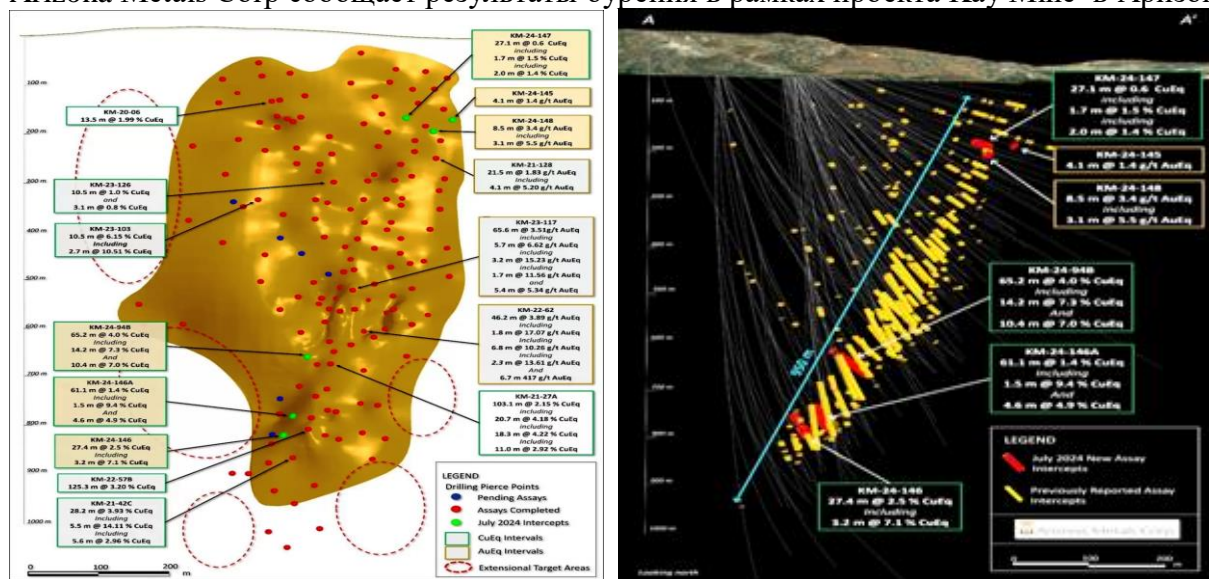 Arizona Metals Corp сообщает результаты бурения в рамках проекта Kay Mine в
KM-24-147
27.1 m @ 0.6 CuEq
including
1.7 m @ 1.5 % CuEq
including
2.0 m @ 1.4 % CuEq
100 m
KM-24-145
4.1 m @ 1.4 g/t AuEq
KM-20-06
13.5 m @ 1.99 % CuEq
KM-24-148
8.5 m @ 3.4 g/t AuEq
including
3.1 m @ 5.5 g/t AuEq
200 m
KM-21-128
21.5 m @ 1.83 g/t AuEq
Including
4.1 m @ 5.20 g/t AuEq
KM-23-126
10.5 m @ 1.0 % CuEq
and
3.1 m @ 0.8 % CuEq
300 m
KM-23-103
10.5 m @ 6.15 % CuEq
Including
2.7 m @ 10.51 % CuEq
400 m
KM-23-117
65.6 m @ 3.51g/t AuEq
including
5.7 m @ 6.62 g/t AuEq
including
3.2 m @ 15.23 g/t AuEq
including
1.7 m @ 11.56 g/t AuEq
and
5.4 m @ 5.34 g/t AuEq
500 m
600 m
KM-22-62
46.2 m @ 3.89 g/t AuEq
Including
1.8 m @ 17.07 g/t AuEq
Including
6.8 m @ 10.26 g/t AuEq
Including
2.3 m @ 13.61 g/t AuEq
And
6.7 m 417 g/t AuEq
KM-24-94B
65.2 m @ 4.0 % CuEq
Including
14.2 m @ 7.3 % CuEq
And
10.4 m @ 7.0 % CuEq
700 m
KM-24-146A
61.1 m @ 1.4 % CuEq
Including
1.5 m @ 9.4 % CuEq
And
4.6 m @ 4.9 % CuEq
KM-21-27A
103.1 m @ 2.15 % CuEq
Including
20.7 m @ 4.18 % CuEq
Including
18.3 m @ 4.22 % CuEq
Including
11.0 m @ 2.92 % CuEq
800 m
KM-24-146
27.4 m @ 2.5 % CuEq
Including
3.2 m @ 7.1 % CuEq
900 m
KM-22-57B
125.3 m @ 3.20 % CuEq
KM-21-42C
28.2 m @ 3.93 % CuEq
Including
5.5 m @ 14.11 % CuEq
Including
5.6 m @ 2.96 % CuEq
1000 m
LEGEND
Drilling Pierce Points
Pending Assays
Assays Completed
July 2024 Intercepts
CuEq Intervals
AuEq Intervals
Extensional Target Areas
0 100 200
m
A
A'
KM-24-147
27.1 m @ 0.6 CuEq
including
1.7 m @ 1.5 % CuEq
including
2.0 m @ 1.4 % CuEq
KM-24-145
4.1 m @ 1.4 g/t AuEq
KM-24-148
8.5 m @ 3.4 g/t AuEq
including
3.1 m @ 5.5 g/t AuEq
KM-24-94B
65.2 m @ 4.0 % CuEq
Including
14.2 m @ 7.3 % CuEq
And
10.4 m @ 7.0 % CuEq
KM-24-146A
61.1 m @ 1.4 % CuEq
Including
1.5 m @ 9.4 % CuEq
And
4.6 m @ 4.9 % CuEq
KM-24-146
27.4 m @ 2.5 % CuEq
Including
3.2 m @ 7.1 % CuEq
LEGEND
July 2024 New Assay
Intercepts
Previously Reported Assay
Intercepts
Arizona Metals Corp
0 100 200
m
Looking north